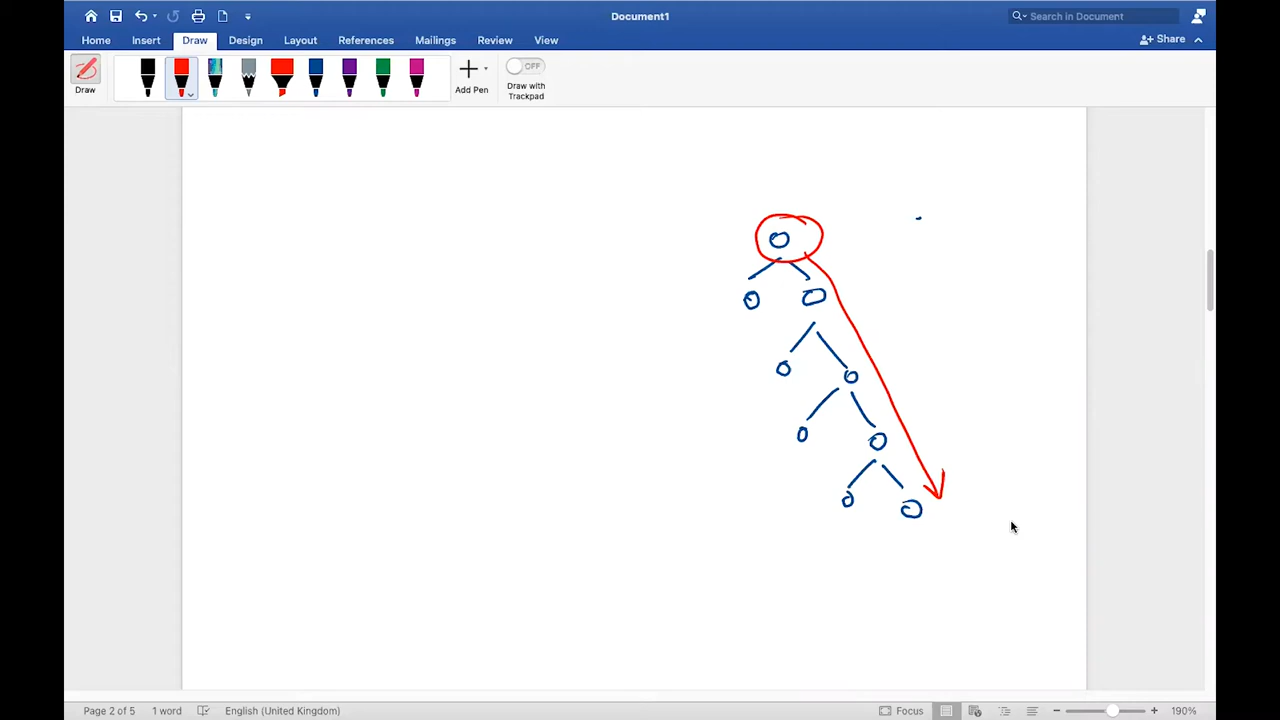 Document1
Search in Document
Home Insert Draw Design Layout References Mailings Review View
Share
OFF
Draw
Add Pen
Draw with
Trackpad
Page 2 of 5 1 word English (United Kingdom) Focus 190%